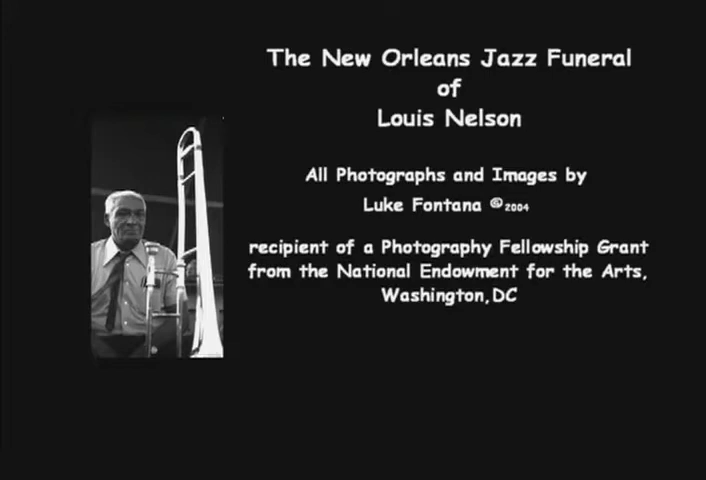 The New Orleans Jazz Funeral
of
Louis Nelson
All Photographs and Images by
Luke Fontana ©2004
recipient of a Photography Fellowship Grant
from the National Endowment for the Arts,
Washington, DC